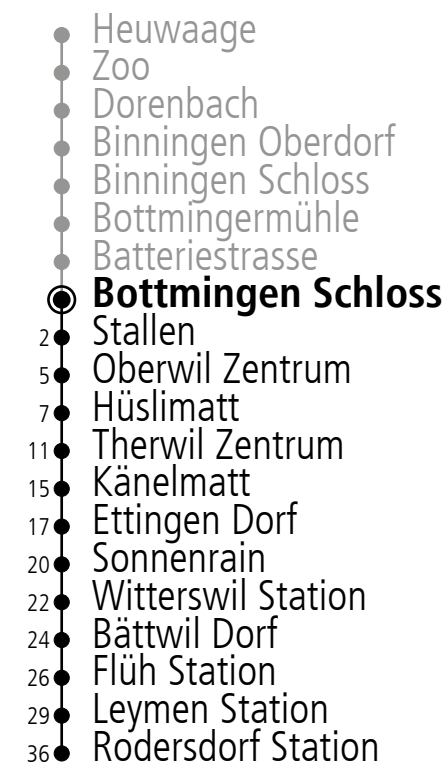 Heuwaage
Zoo
Dorenbach
Binningen Oberdorf
Binningen Schloss
Bottmingermühle
Batteriestrasse
Bottmingen Schloss
2 Stallen
5 Oberwil Zentrum
7 Hüslimatt
11 Therwil Zentrum
15 Känelmatt
17 Ettingen Dorf
20 Sonnenrain
22 Witterswil Station
24 Bättwil Dorf
26 Flüh Station
29 Leymen Station
36 Rodersdorf Station